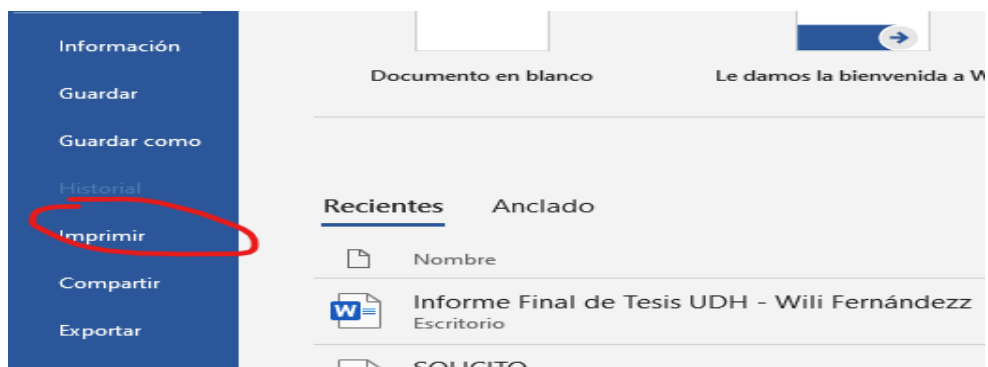 Información
Guardar
Guardar como
Historial
Imprimir
Compartir
Exportar
Documento en blanco
Le damos la bienvenida a W
Recientes
Anclado
Nombre
Informe Final de Tesis UDH - Wili Fernándezz
Escritorio
SOLICITO